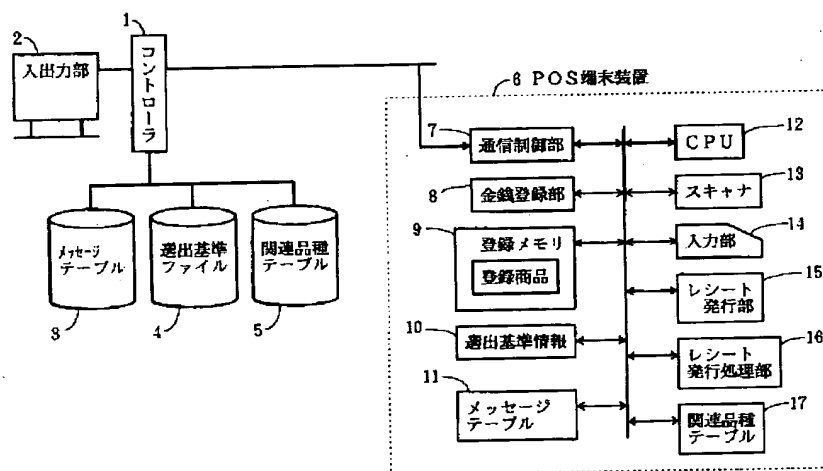 1
2
入出力部
コントローラ
6 POS端末装置
7
通信制御部
CPU
12
8
金銭登録部
スキャナ
13
9
登録メモリ
登録商品
入力部
14
レシート
発行部
15
メッセージ
テーブル
選出基準
ファイル
関連品種
テーブル
3
4
5
10
選出基準情報
レシート
発行処理部
16
11
メッセージ
テーブル
関連品種
テーブル
17